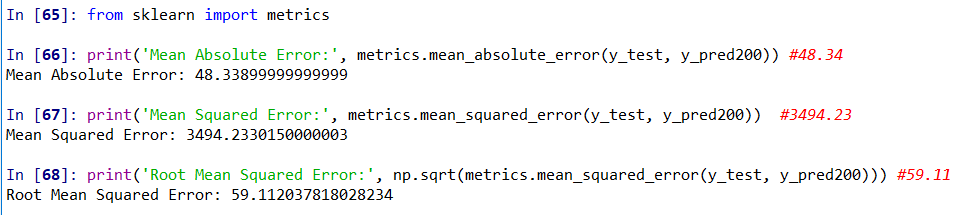 In [65]: from sklearn import metrics
In [66]: print('Mean Absolute Error:', metrics.mean_absolute_error(y_test, y_pred200)) #48.34
Mean Absolute Error: 48.33899999999999
In [67]: print('Mean Squared Error:', metrics.mean_squared_error(y_test, y_pred200))  #3494.23
Mean Squared Error: 3494.2330150000003
In [68]: print('Root Mean Squared Error:', np.sqrt(metrics.mean_squared_error(y_test, y_pred200))) #59.11
Root Mean Squared Error: 59.112037818028234